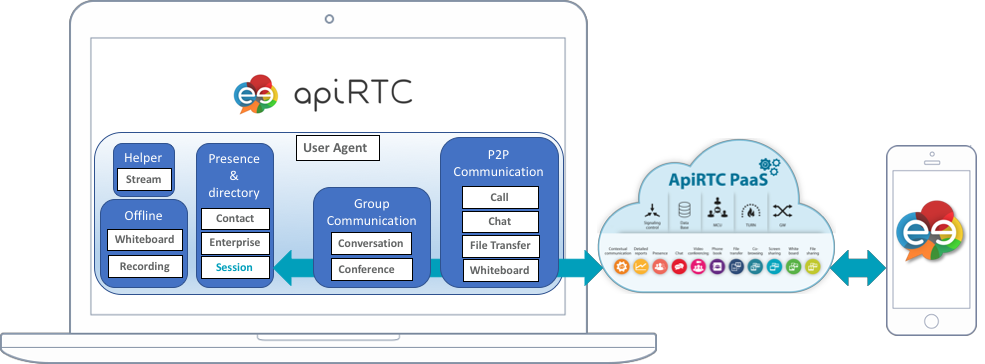 apiRTC
User Agent
Helper
Stream
Offline
Whiteboard
Recording
Presence
&
directory
Contact
Enterprise
Session
Group
Communication
Conversation
Conference
P2P
Communication
Call
Chat
File Transfer
Whiteboard
ApiRTC PaaS
Signaling
control
Data
Base
MCU
TURN
GW
Contextual
communication
Detailed
reports
Presence
Chat
Video
conferencing
Phone
book
File
transfer
Co-
browsing
Screen
sharing
White
board
File
sharing